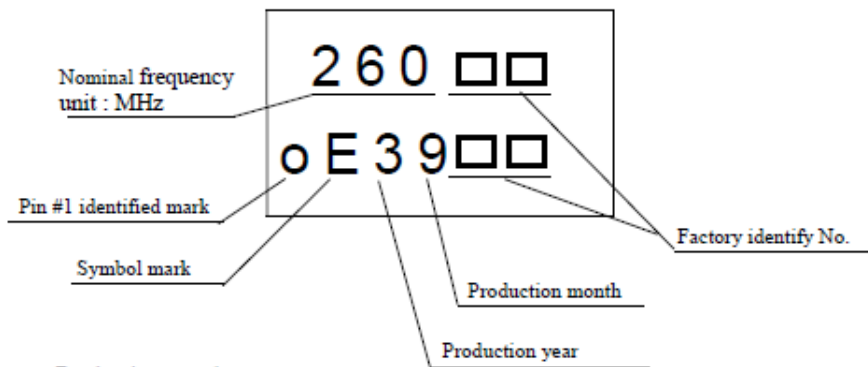 260 □□
Nominal frequency
unit : MHz
oE39□□
Pin #1 identified mark
Factory identify No.
Symbol mark
Production month
Production year